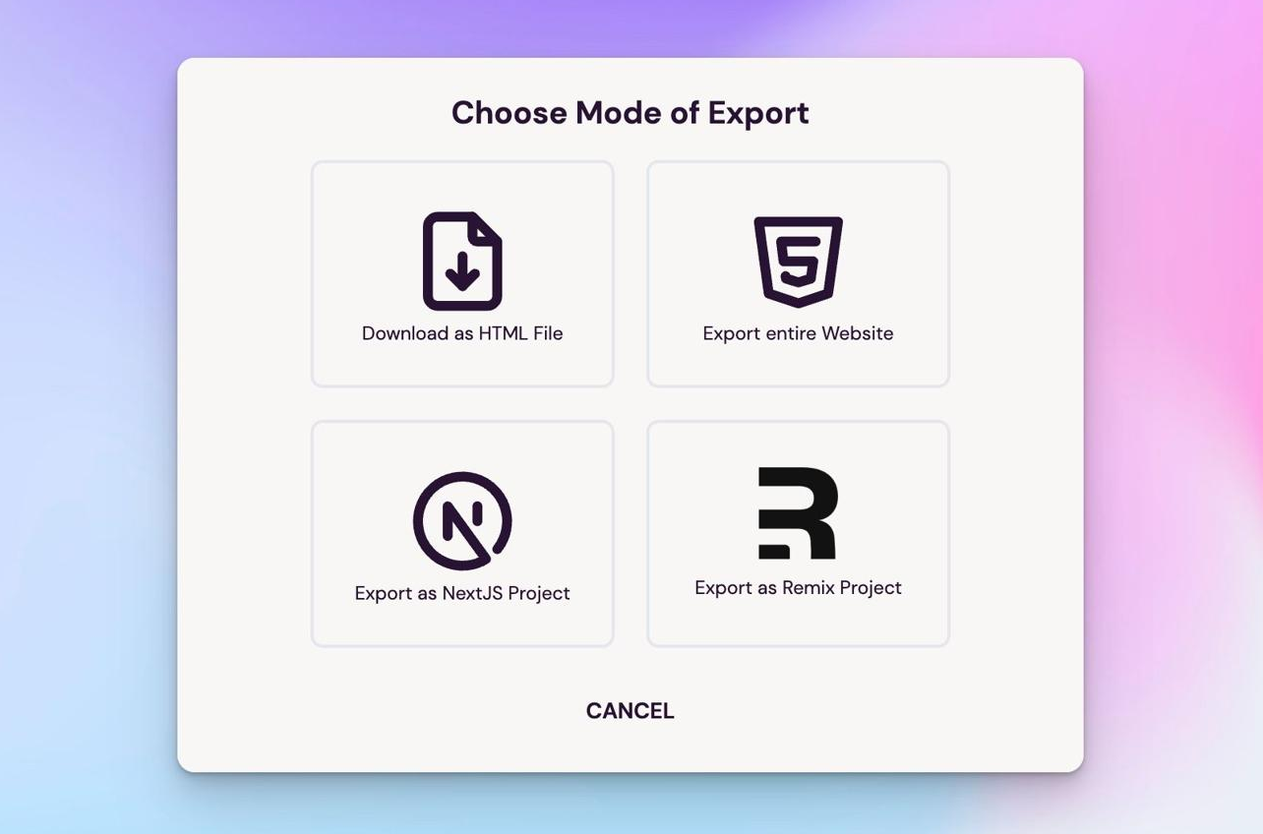 Choose Mode of Export
Download as HTML File
Export entire Website
Export as NextJS Project
Export as Remix Project
CANCEL